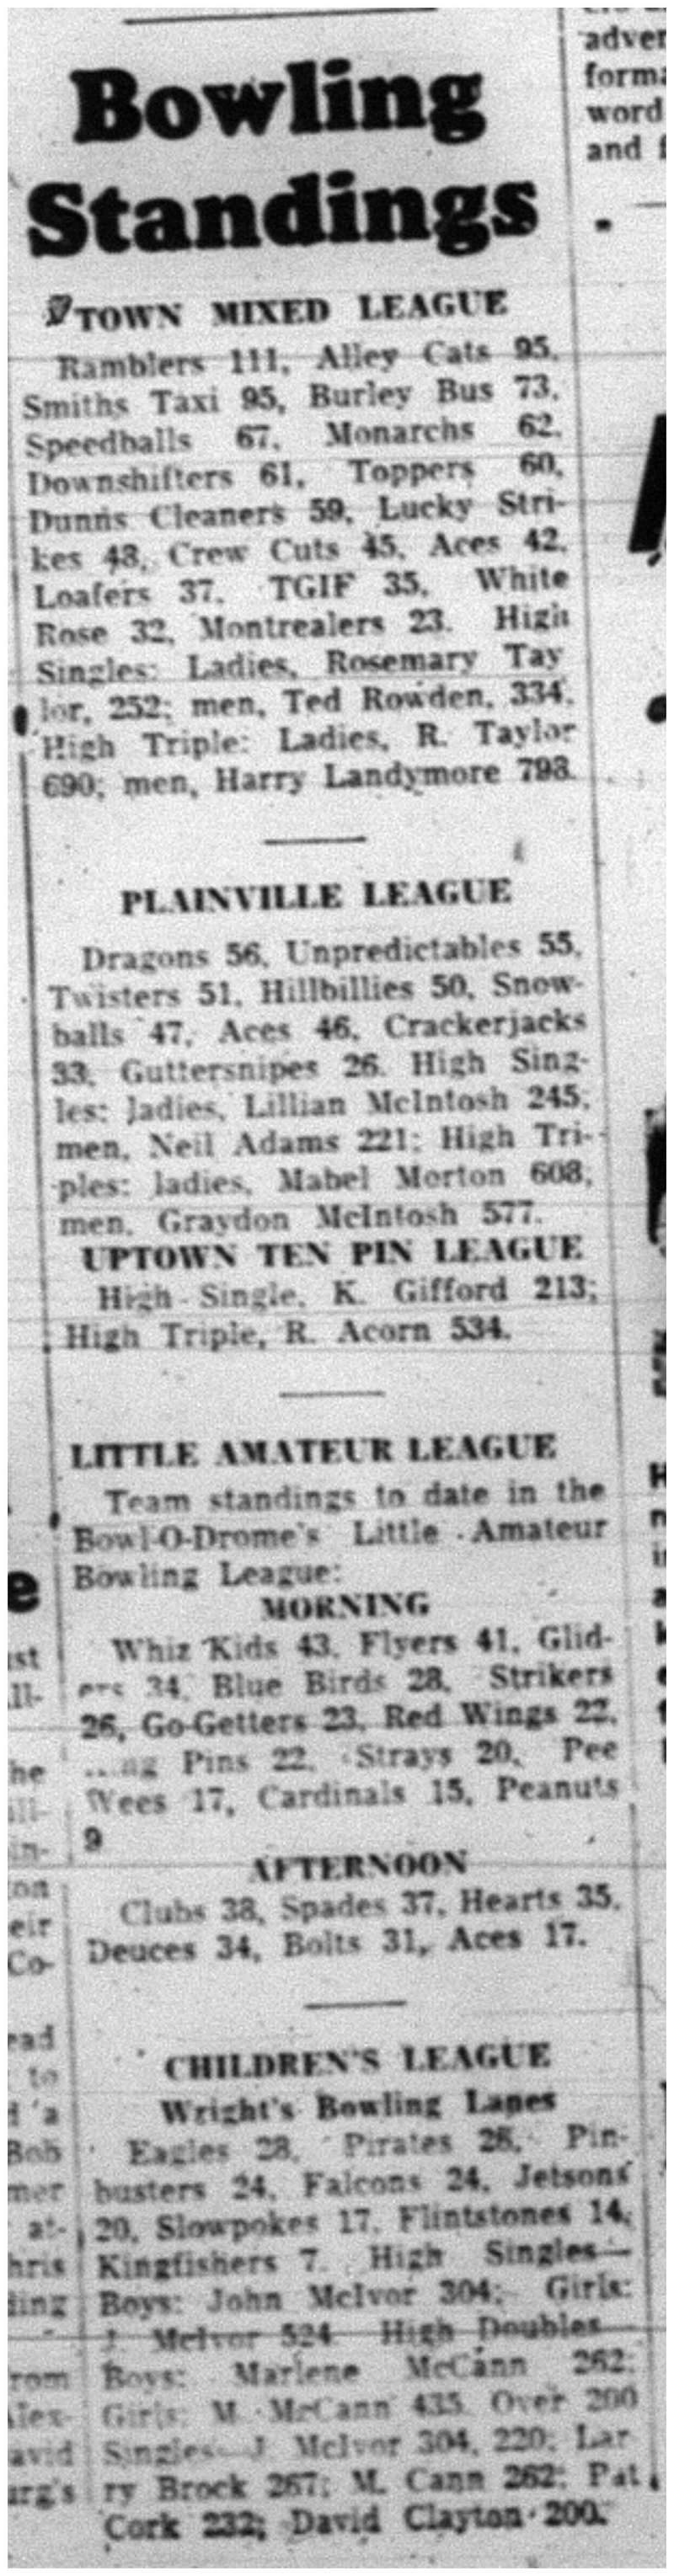 Bowling
Standings
TOWN MIXED LEAGUE
Ramblers 111, Alley Cats 95,
Smiths Taxi 95, Burley Bus 73,
Speedballs 67, Monarchs 62,
Downshifters 61, Toppers 60,
Dunns Cleaners 59, Lucky Stri-
kes 48, Crew Cuts 45, Aces 42,
Loafers 37, TGIF 35, White
Rose 32, Montrealers 23. High
Singles: Ladies, Rosemary Tay
lor, 252; men, Ted Rowden, 334.
High Triple: Ladies, R. Taylor
690; men, Harry Landymore 798.
PLAINVILLE LEAGUE
Dragons 56, Unpredictables 55,
Twisters 51, Hillbillies 50, Snow-
balls 47, Aces 46, Crackerjacks
33, Guttersnipes 26. High Sing-
les: ladies, Lillian McIntosh 245;
men, Neil Adams 221; High Tri-
ples: ladies, Mabel Morton 608;
men, Graydon McIntosh 577.
UPTOWN TEN PIN LEAGUE
High Single, K. Gifford 213;
High Triple, R. Acorn 534.
LITTLE AMATEUR LEAGUE
Team standings to date in the
Bowl-O-Drome's Little Amateur
Bowling League:
MORNING
Whiz Kids 43, Flyers 41, Glid-
ers 34, Blue Birds 28, Strikers
26, Go-Getters 23, Red Wings 22,
Pins 22, Strays 20, Pee
Wees 17, Cardinals 15, Peanuts
9
AFTERNOON
Clubs 38, Spades 37, Hearts 35,
Deuces 34, Bolts 31, Aces 17.
CHILDREN'S LEAGUE
Wright's Bowling Lanes
Eagles 28, Pirates 26, Pin-
busters 24, Falcons 24, Jetsons
20, Slowpokes 17, Flintstones 14,
Kingfishers 7. High Singles—
Boys: John McIvor 304; Girls:
J. McIvor 524. High Doubles
Boys: Marlene McCann 262;
Girls: M. McCann 435. Over 200
Singles—J. McIvor 304, 220; Lar
ry Brock 267; M. Cann 262; Pat
Cork 232; David Clayton 200.